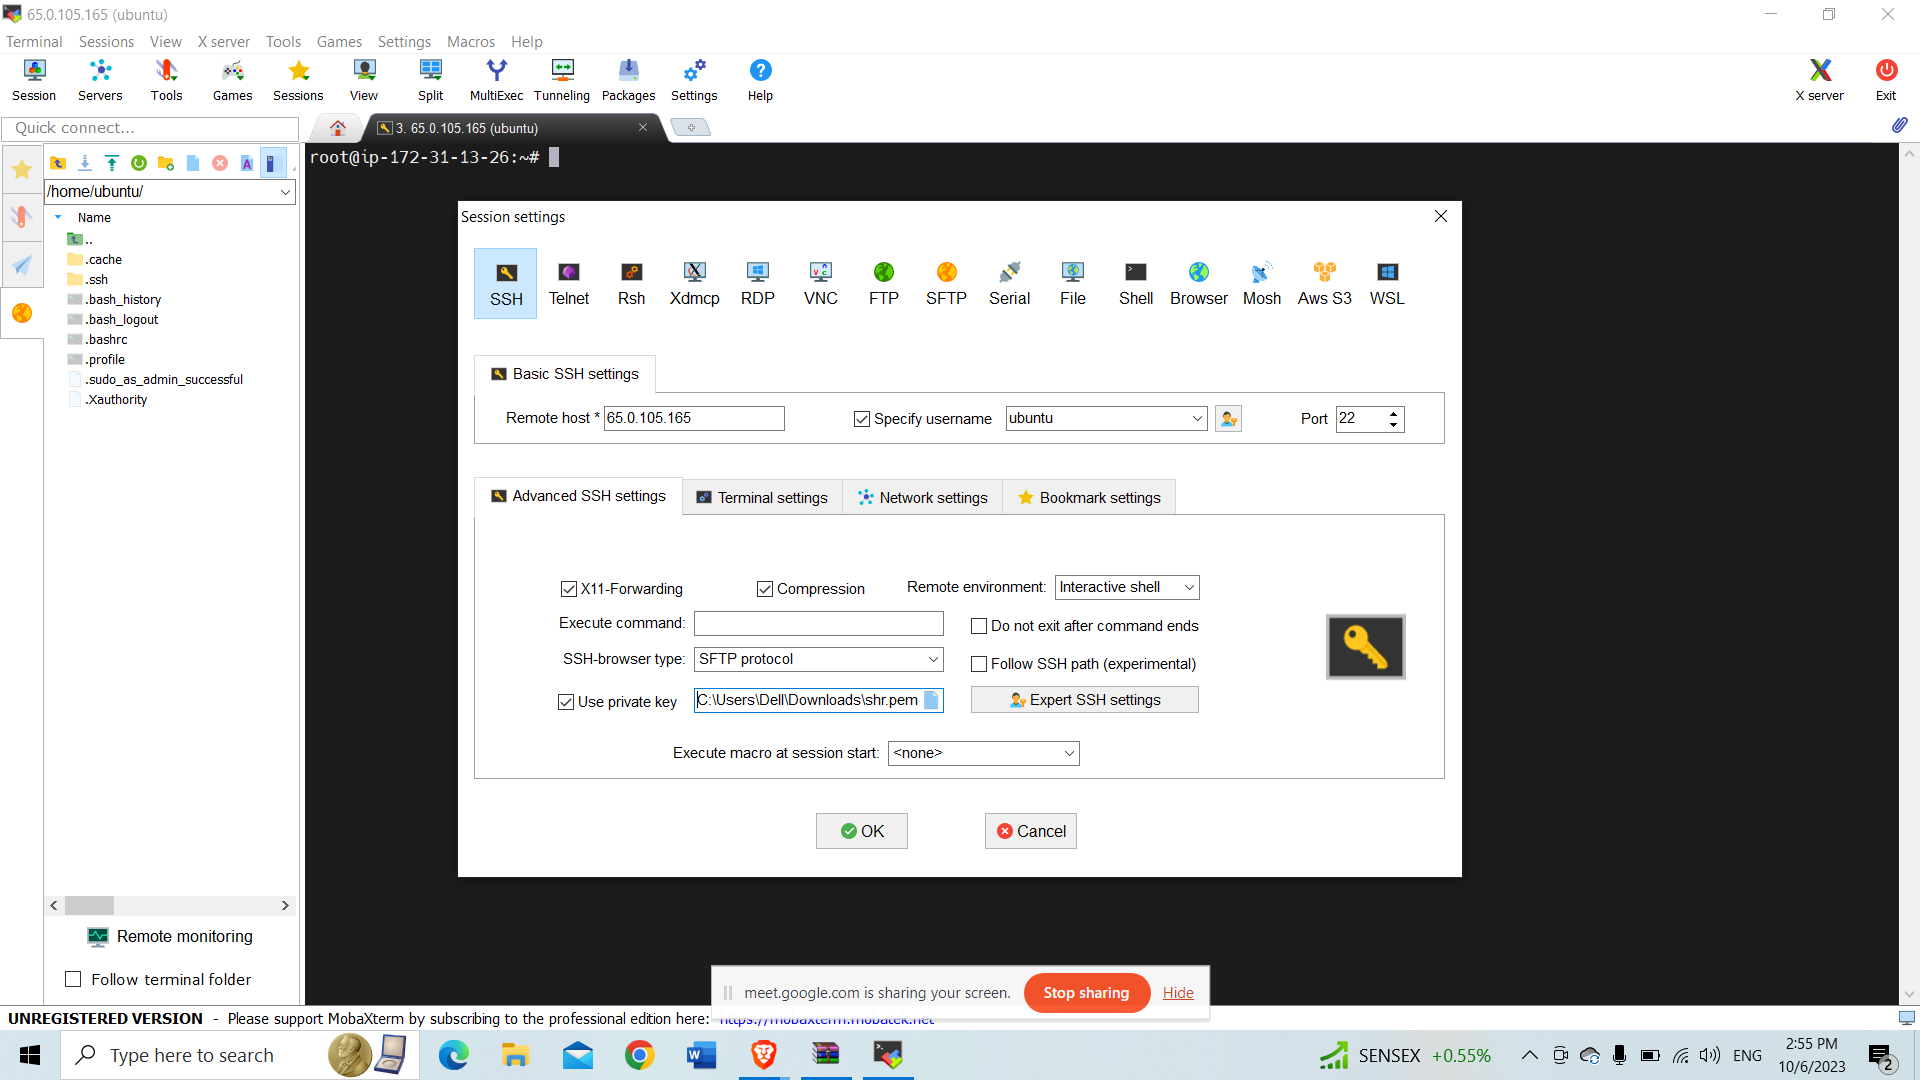 65.0.105.165 (ubuntu)
Terminal Sessions View X server Tools Games Settings Macros Help
Session Servers Tools Games Sessions View Split MultiExec Tunneling Packages Settings Help X server Exit
Quick connect...
3. 65.0.105.165 (ubuntu)
root@ip-172-31-13-26:~#
/home/ubuntu/
Name
..
.cache
.ssh
.bash_history
.bash_logout
.bashrc
.profile
.sudo_as_admin_successful
.Xauthority
Remote monitoring
Follow terminal folder
Session settings
SSH Telnet Rsh Xdmcp RDP VNC FTP SFTP Serial File Shell Browser Mosh Aws S3 WSL
Basic SSH settings
Remote host * 65.0.105.165 Specify username ubuntu Port 22
Advanced SSH settings Terminal settings Network settings Bookmark settings
X11-Forwarding Compression Remote environment: Interactive shell
Execute command: Do not exit after command ends
SSH-browser type: SFTP protocol Follow SSH path (experimental)
Use private key C:\Users\Dell\Downloads\shr.pem Expert SSH settings
Execute macro at session start: <none>
OK Cancel
meet.google.com is sharing your screen. Stop sharing Hide
UNREGISTERED VERSION - Please support MobaXterm by subscribing to the professional edition here: https://mobaxterm.mobatek.net
Type here to search
SENSEX +0.55%
ENG
2:55 PM
10/6/2023
2